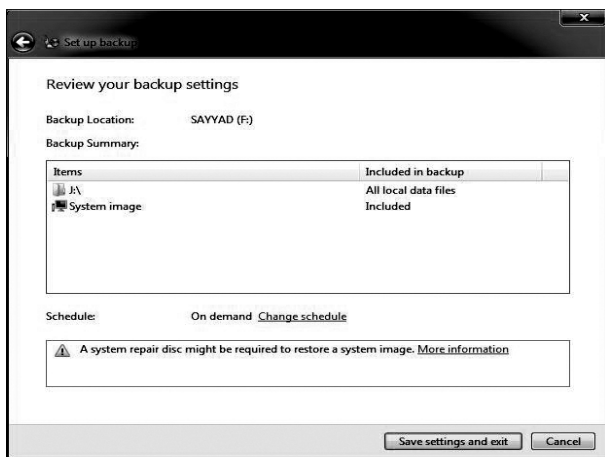 Set up backup
Review your backup settings
Backup Location: SAYYAD (F:)
Backup Summary:
Items Included in backup
J:\ All local data files
System image Included
Schedule: On demand Change schedule
A system repair disc might be required to restore a system image. More information
Save settings and exit Cancel